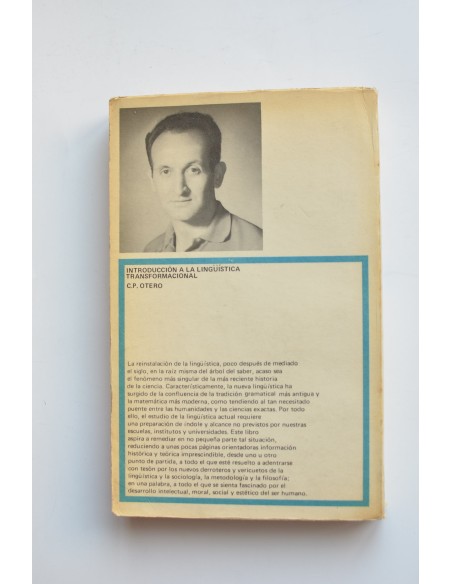 INTRODUCCIÓN A LA LINGÜÍSTICA
TRANSFORMACIONAL
C.P. OTERO
La reinstalación de la lingüística, poco después de mediado
el siglo, en la raíz misma del árbol del saber, acaso sea
el fenómeno más singular de la más reciente historia
de la ciencia. Característicamente, la nueva lingüística ha
surgido de la confluencia de la tradición gramatical más antigua y
la matemática más moderna, como tendiendo al tan necesitado
puente entre las humanidades y las ciencias exactas. Por todo
ello, el estudio de la lingüística actual requiere
una preparación de índole y alcance no previstos por nuestras
escuelas, institutos y universidades. Este libro
aspira a remediar en no pequeña parte tal situación,
reduciendo a unas pocas páginas orientadoras información
histórica y teórica imprescindible, desde uno u otro
punto de partida, a todo el que esté resuelto a adentrarse
con tesón por los nuevos derroteros y vericuetos de la
lingüística y la sociología, la metodología y la filosofía;
en una palabra, a todo el que se sienta fascinado por el
desarrollo intelectual, moral, social y estético del ser humano.